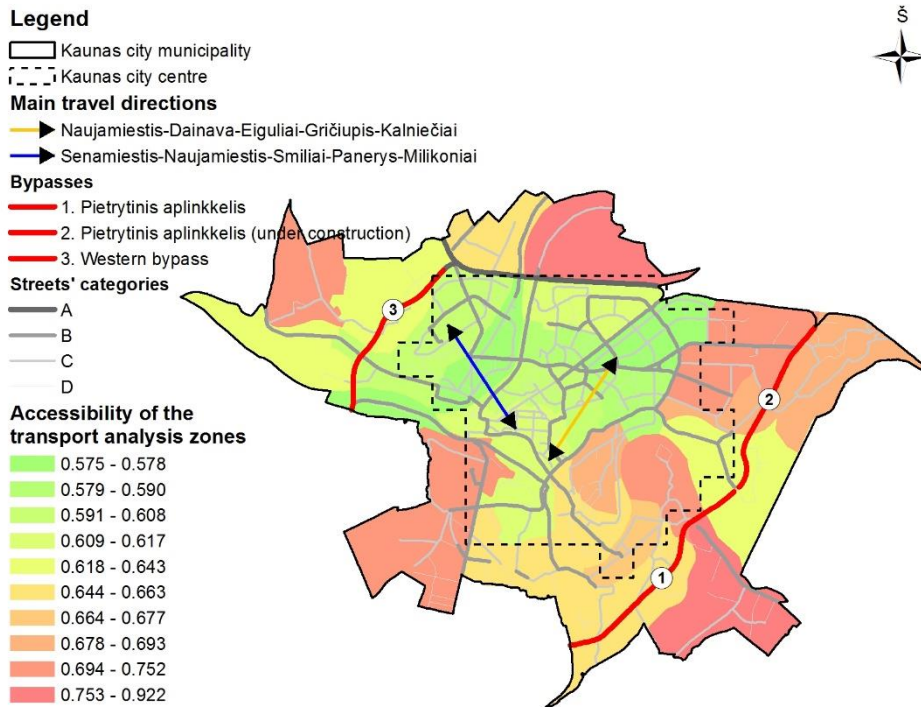 Legend
Kaunas city municipality
Kaunas city centre
Main travel directions
Naujamiestis-Dainava-Eiguliai-Gričiupis-Kalniečiai
Senamiestis-Naujamiestis-Smiliai-Panerys-Milikoniai
Bypasses
1. Pietrytinis aplinkkelis
2. Pietrytinis aplinkkelis (under construction)
3. Western bypass
Streets' categories
A
B
C
D
Accessibility of the
transport analysis zones
0.575 - 0.578
0.579 - 0.590
0.591 - 0.608
0.609 - 0.617
0.618 - 0.643
0.644 - 0.663
0.664 - 0.677
0.678 - 0.693
0.694 - 0.752
0.753 - 0.922
Š
3
2
1